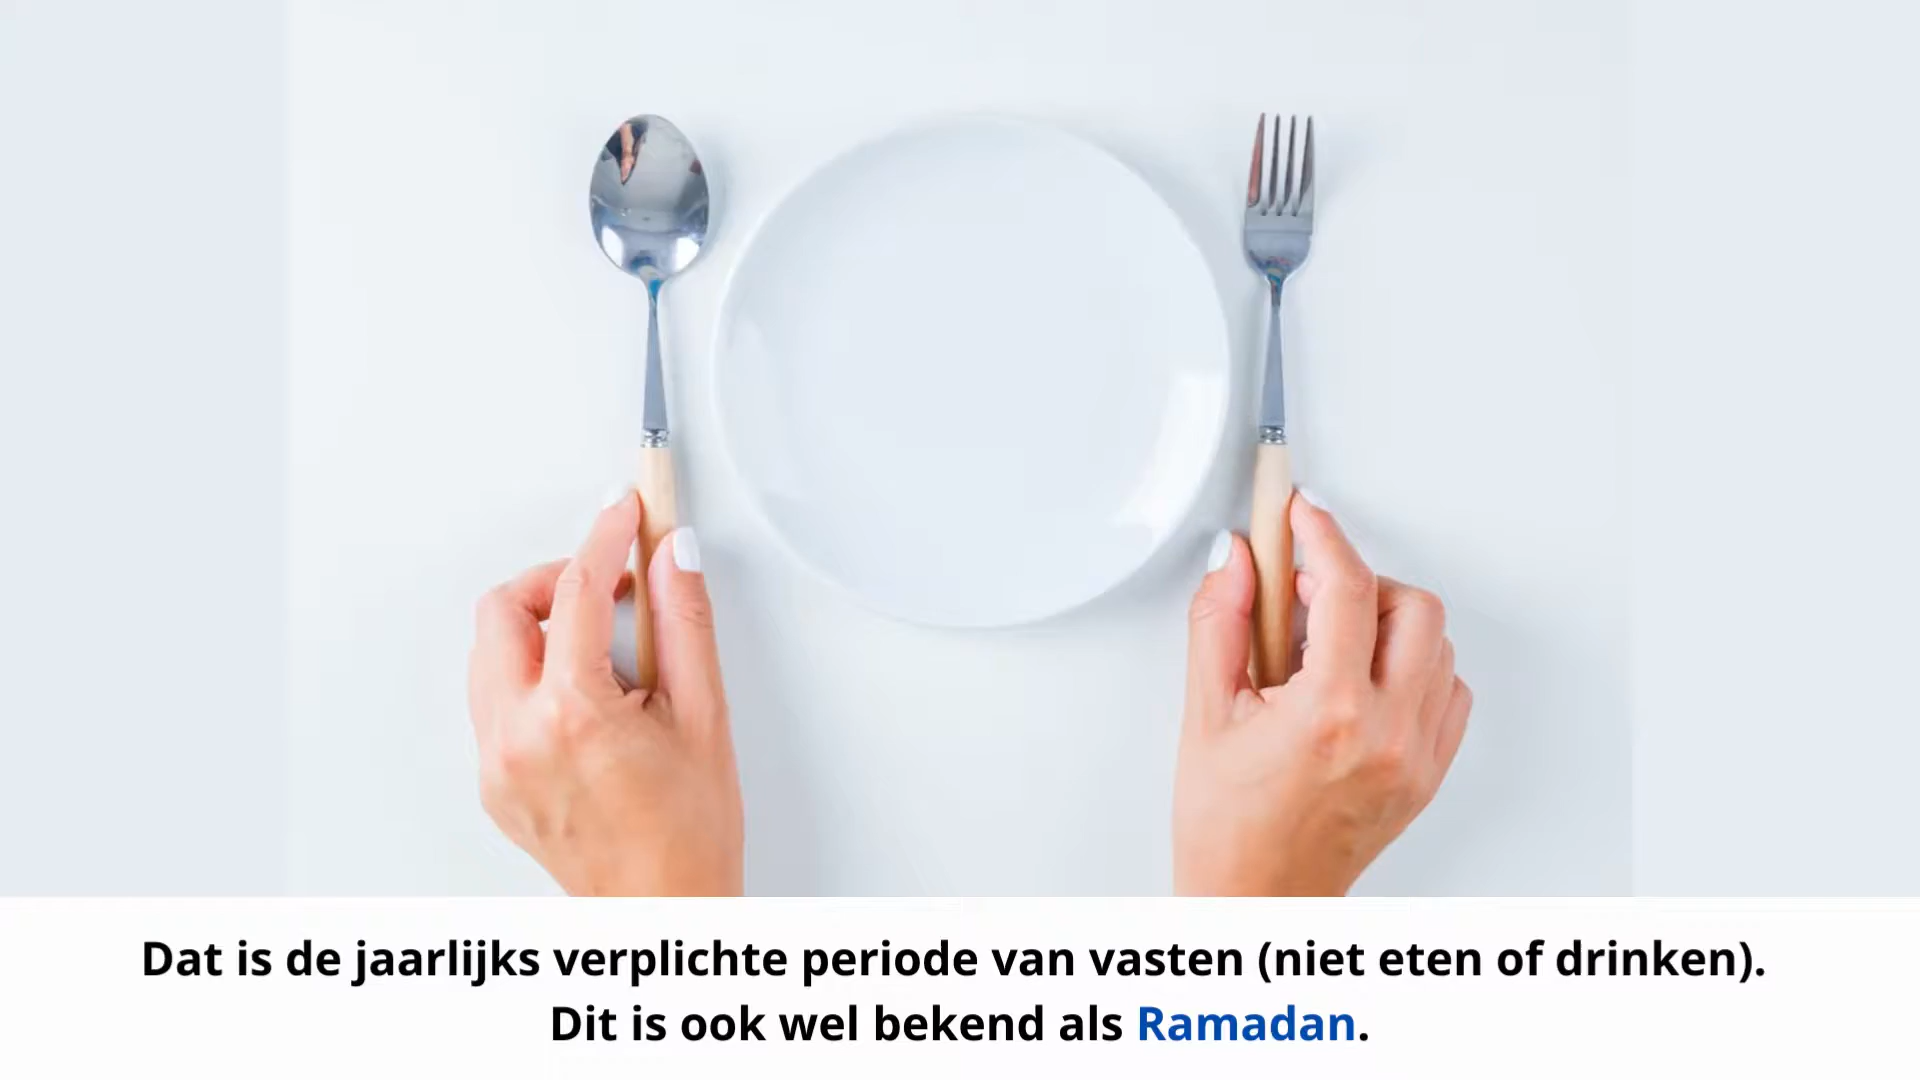 Dat is de jaarlijks verplichte periode van vasten (niet eten of drinken).
Dit is ook wel bekend als Ramadan.